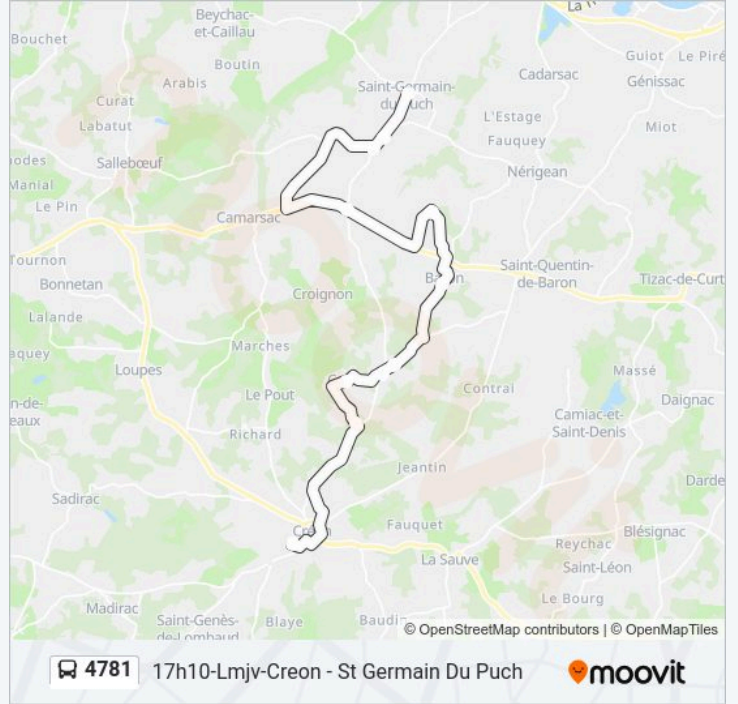 La
Beychac-
et-Caillau
Bouchet
Boutin
Guiot
Le Piré
Cadarsac
Génissac
Arabis
Saint-Germain-
du-Puch
Curat
L'Estage
Labatut
Fauquey
Miot
Salleboeuf
Nérigean
Manial
Le Pin
Camarsac
Tournon
Bonnetan
Saint-Quentin-
de-Baron
Tizac-de-Curt
Croignon
Lalande
Marches
Loupes
Massé
Le Pout
Contral
Daignac
Camiac-et-
Saint-Denis
Richard
Jeantin
Sadirac
Fauquet
Blésignac
La Sauve
Reychac
Saint-Léon
Le Bourg
Madirac
Saint-Genès-
de-Lombaud
Blaye
© OpenStreetMap contributors | © OpenMapTiles
4781 17h10-Lmjv-Creon - St Germain Du Puch moovit